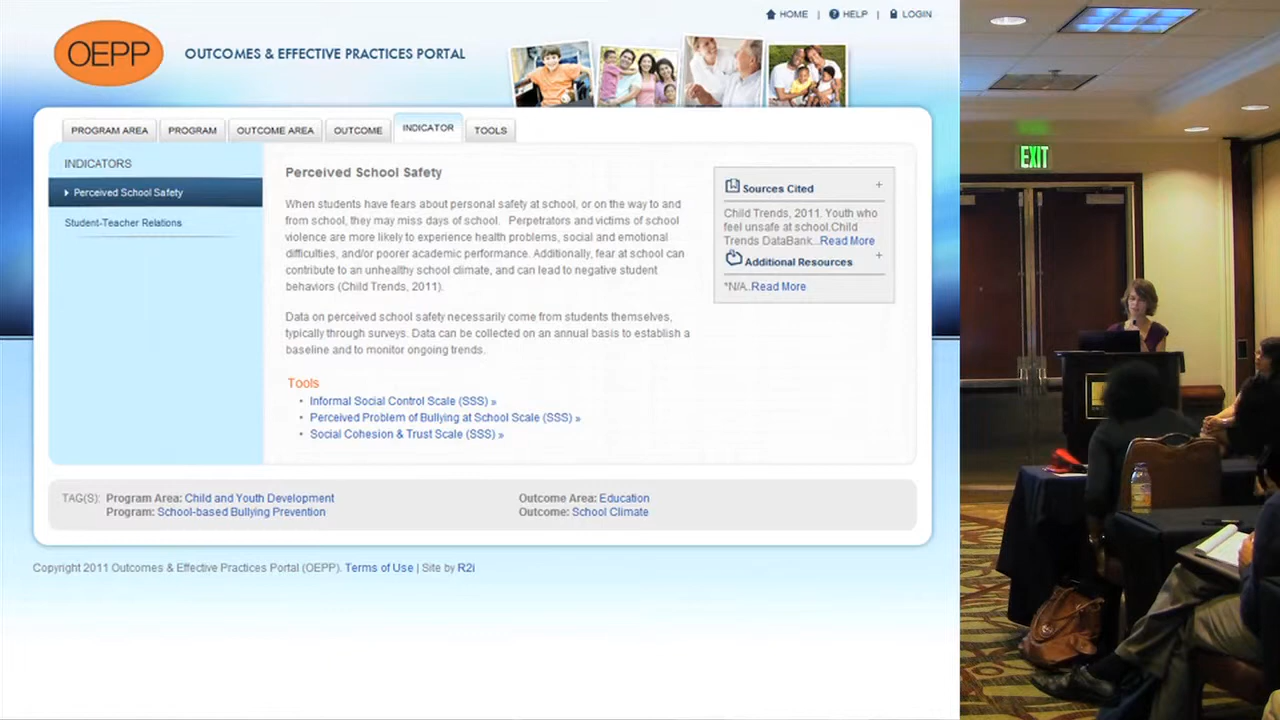 HOME | HELP | LOGIN
OEPP OUTCOMES & EFFECTIVE PRACTICES PORTAL
PROGRAM AREA PROGRAM OUTCOME AREA OUTCOME INDICATOR TOOLS
INDICATORS
Perceived School Safety
Student-Teacher Relations
Perceived School Safety
When students have fears about personal safety at school, or on the way to and
from school, they may miss days of school. Perpetrators and victims of school
violence are more likely to experience health problems, social and emotional
difficulties, and/or poorer academic performance. Additionally, fear at school can
contribute to an unhealthy school climate, and can lead to negative student
behaviors (Child Trends, 2011).
Data on perceived school safety necessarily come from students themselves,
typically through surveys. Data can be collected on an annual basis to establish a
baseline and to monitor ongoing trends.
Tools
• Informal Social Control Scale (SSS) »
• Perceived Problem of Bullying at School Scale (SSS) »
• Social Cohesion & Trust Scale (SSS) »
Sources Cited +
Child Trends, 2011. Youth who
feel unsafe at school.Child
Trends DataBank...Read More
Additional Resources +
*N/A..Read More
TAG(S): Program Area: Child and Youth Development
Program: School-based Bullying Prevention
Outcome Area: Education
Outcome: School Climate
Copyright 2011 Outcomes & Effective Practices Portal (OEPP). Terms of Use | Site by R2i
EXIT